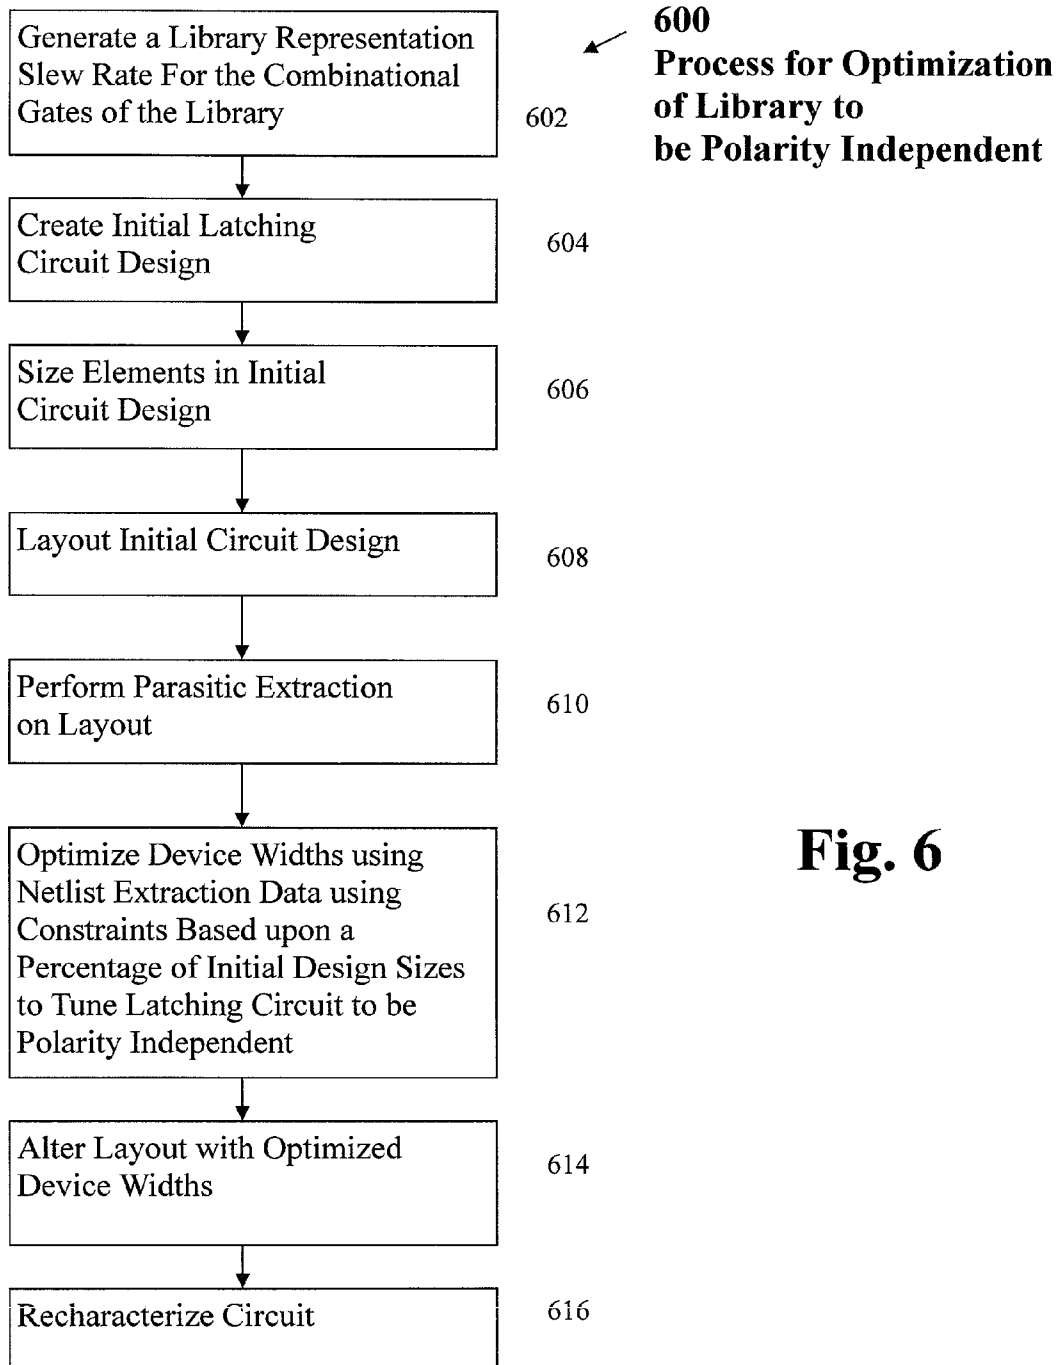 600
Process for Optimization
of Library to
be Polarity Independent
Generate a Library Representation
Slew Rate For the Combinational
Gates of the Library
602
Create Initial Latching
Circuit Design
604
Size Elements in Initial
Circuit Design
606
Layout Initial Circuit Design
608
Perform Parasitic Extraction
on Layout
610
Optimize Device Widths using
Netlist Extraction Data using
Constraints Based upon a
Percentage of Initial Design Sizes
to Tune Latching Circuit to be
Polarity Independent
612
Fig. 6
Alter Layout with Optimized
Device Widths
614
Recharacterize Circuit
616